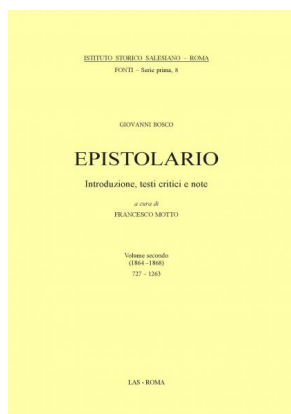 ISTITUTO STORICO SALESIANO – ROMA
FONTI – Serie prima, 8
GIOVANNI BOSCO
EPISTOLARIO
Introduzione, testi critici e note
a cura di
FRANCESCO MOTTO
Volume secondo
(1864 -1868)
727 – 1263
LAS - ROMA